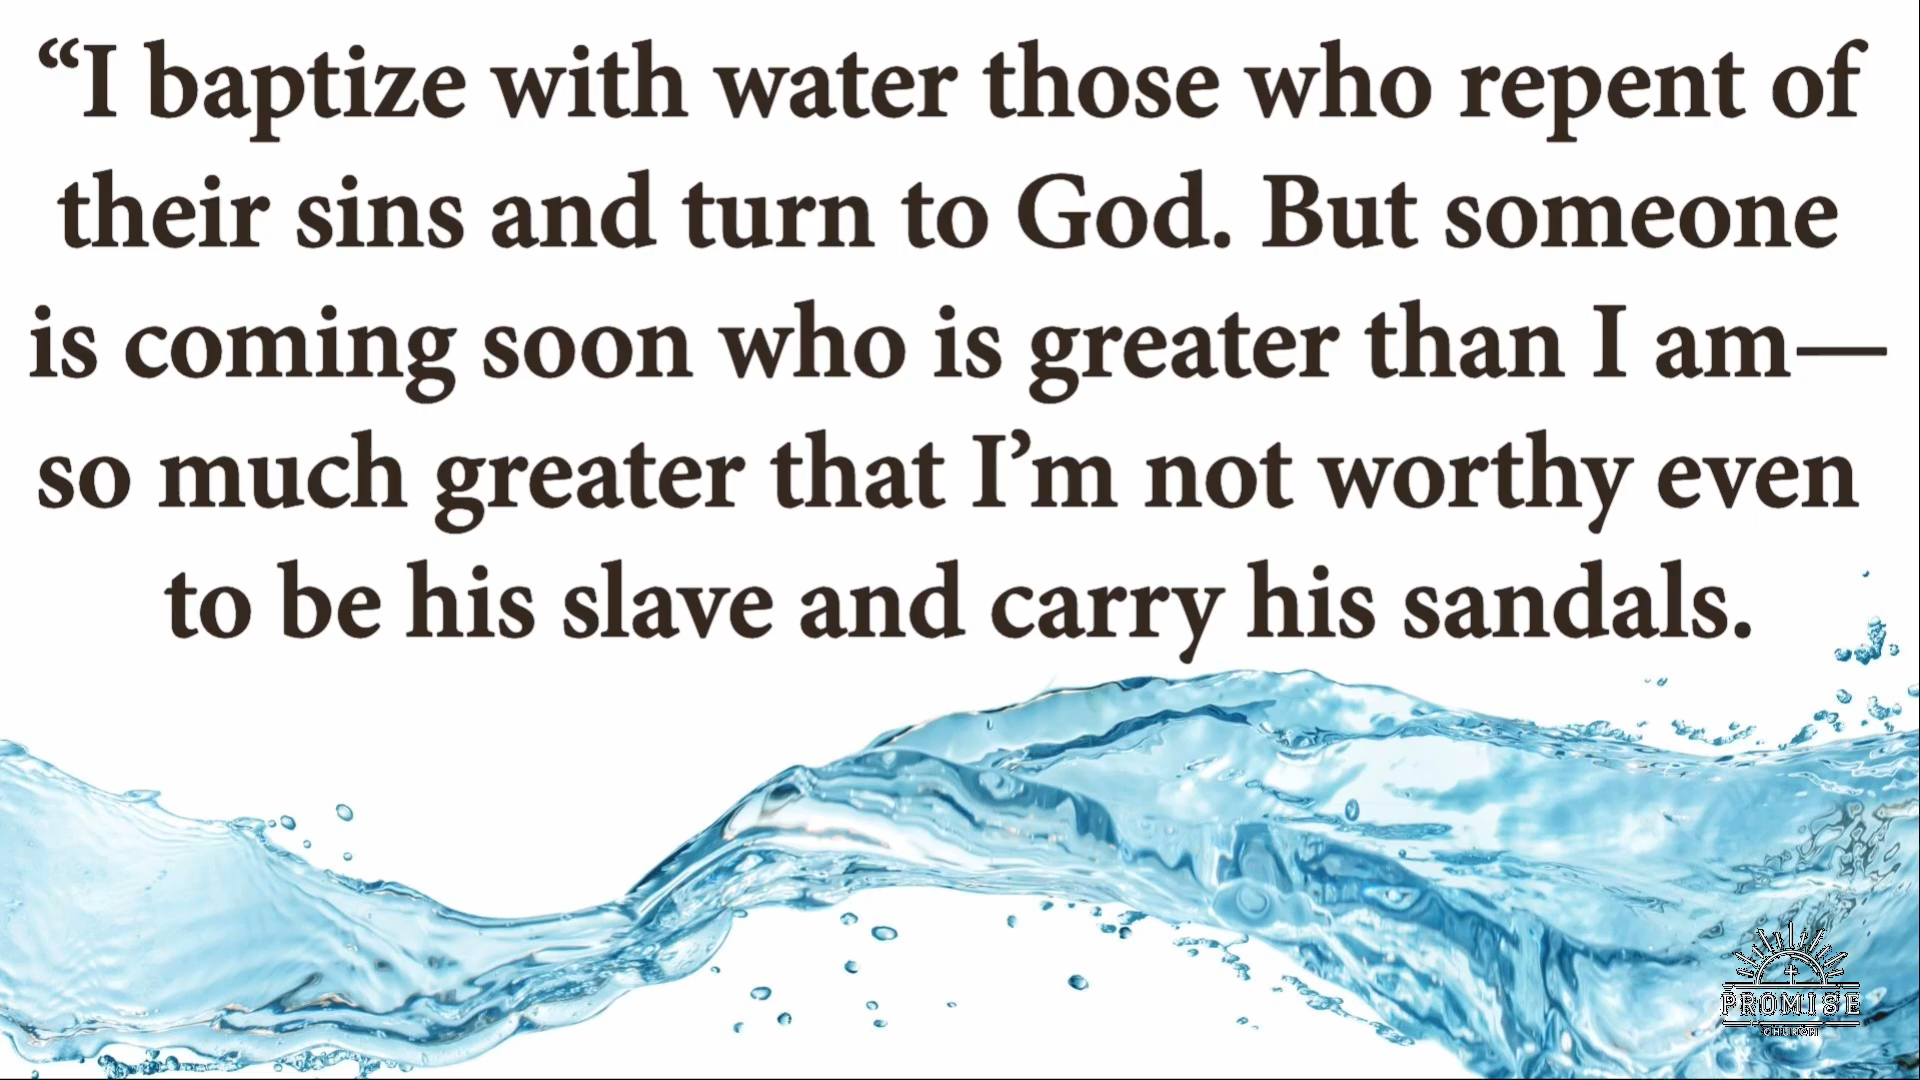 “I baptize with water those who repent of
their sins and turn to God. But someone
is coming soon who is greater than I am—
so much greater that I’m not worthy even
to be his slave and carry his sandals.
PROMISE
CHURCH